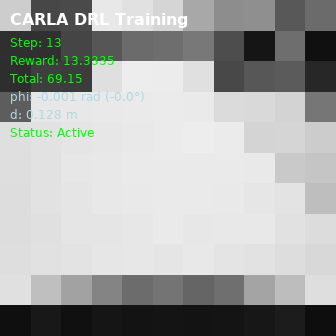 CARLA DRL Training
Step: 13
Reward: 13.3335
Total: 69.15
phi: -0.001 rad (-0.0°)
d: 0.128 m
Status: Active